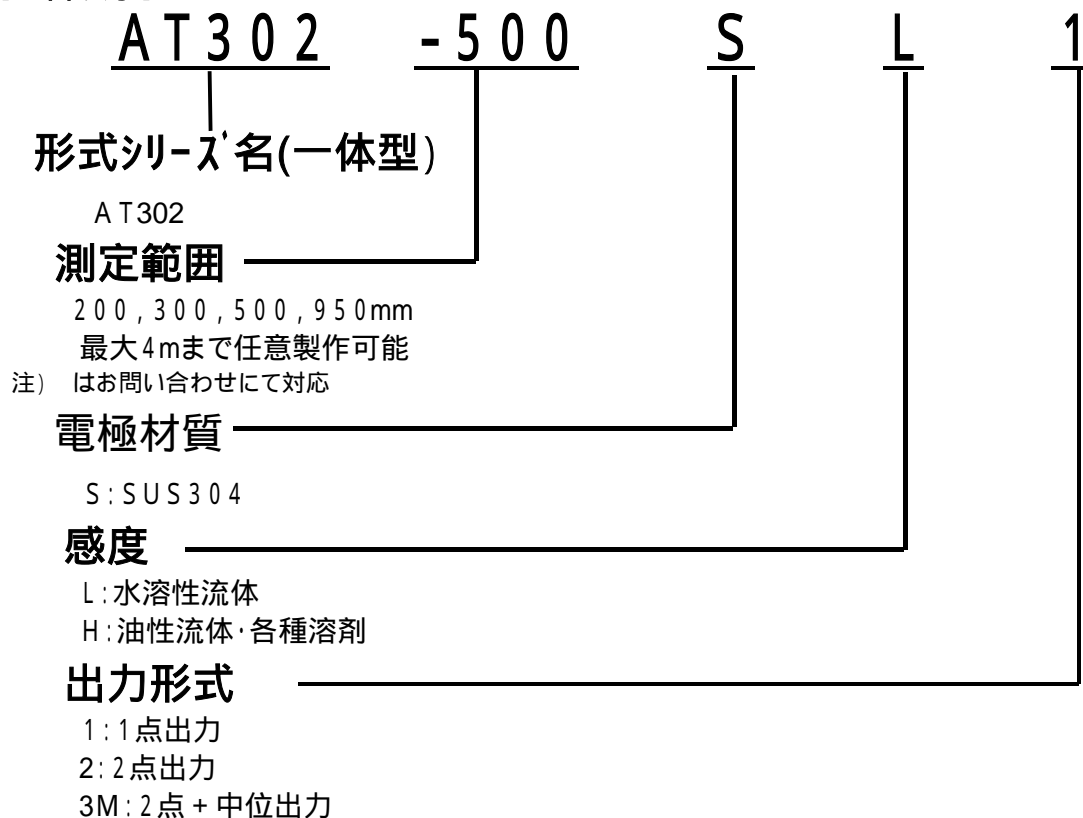 AT302 -500 S L 1
形式ｼﾘｰｽﾞ名(一体型)
AT302
測定範囲
200,300,500,950mm
最大4mまで任意製作可能
注) はお問い合わせにて対応
電極材質
S:SUS304
感度
L:水溶性流体
H:油性流体･各種溶剤
出力形式
1:1点出力
2:2点出力
3M:2点+中位出力